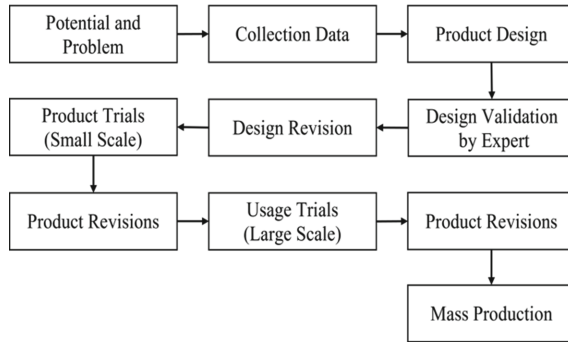 Potential and
Problem
Collection Data
Product Design
Product Trials
(Small Scale)
Design Revision
Design Validation
by Expert
Product Revisions
Usage Trials
(Large Scale)
Product Revisions
Mass Production